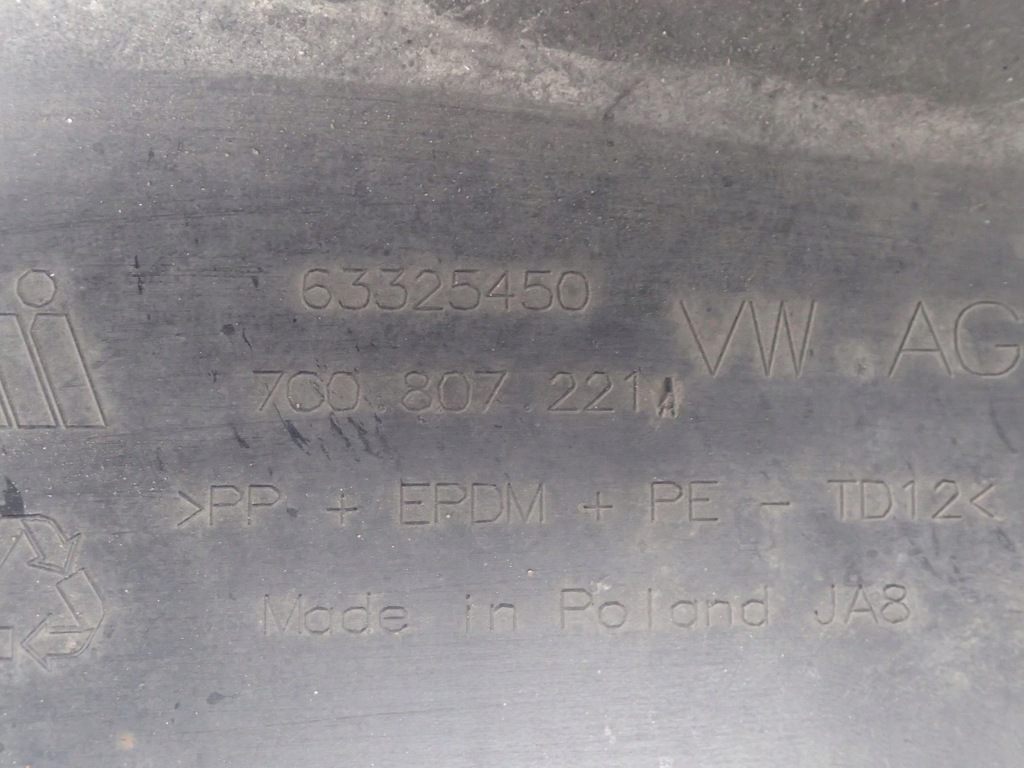 63325450
VW AG
7C0.807.221 A
>PP + EPDM + PE - TD12<
Made in Poland JA8